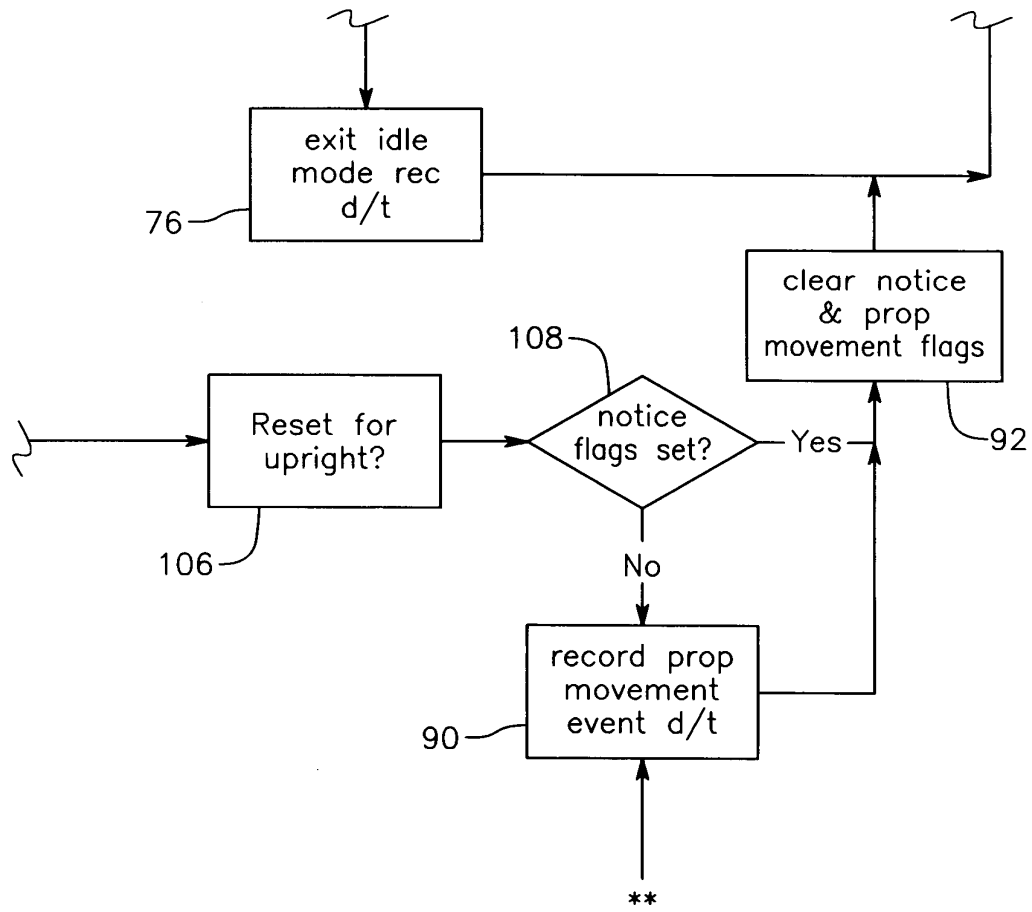 exit idle
mode rec
d/t
76
clear notice
& prop
movement flags
92
108
notice
flags set?
Yes
Reset for
upright?
106
No
record prop
movement
event d/t
90
**